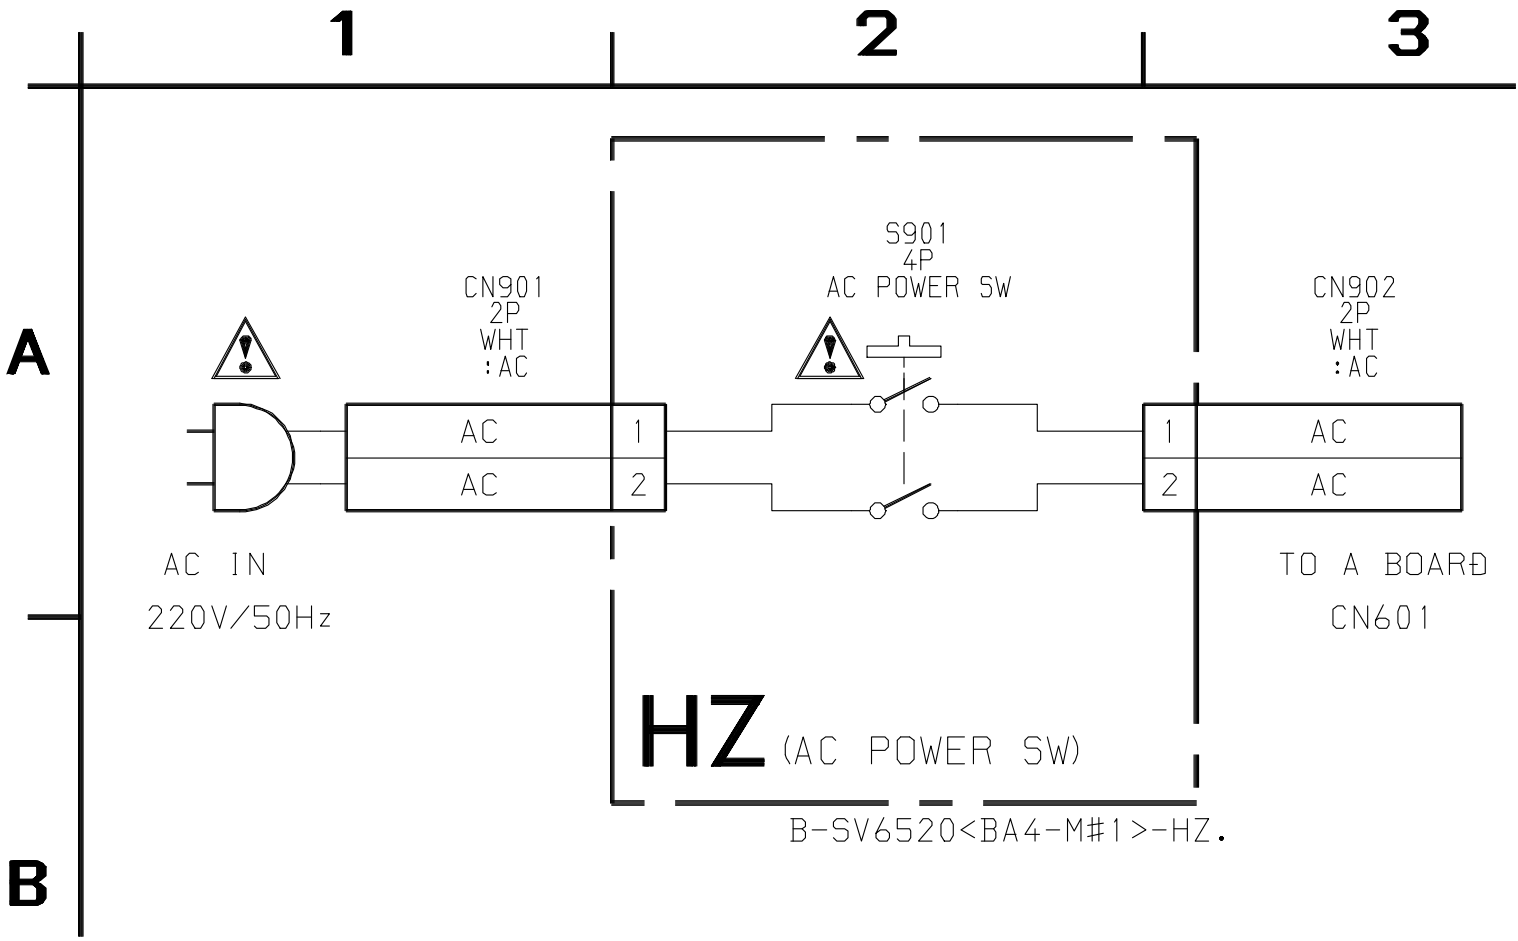 1
2
3
A
B
S901
4P
AC POWER SW
CN901
2P
WHT
:AC
CN902
2P
WHT
:AC
AC 1
AC 2
1 AC
2 AC
AC IN
220V/50Hz
TO A BOARD
CN601
HZ (AC POWER SW)
B-SV6520<BA4-M#1>-HZ.